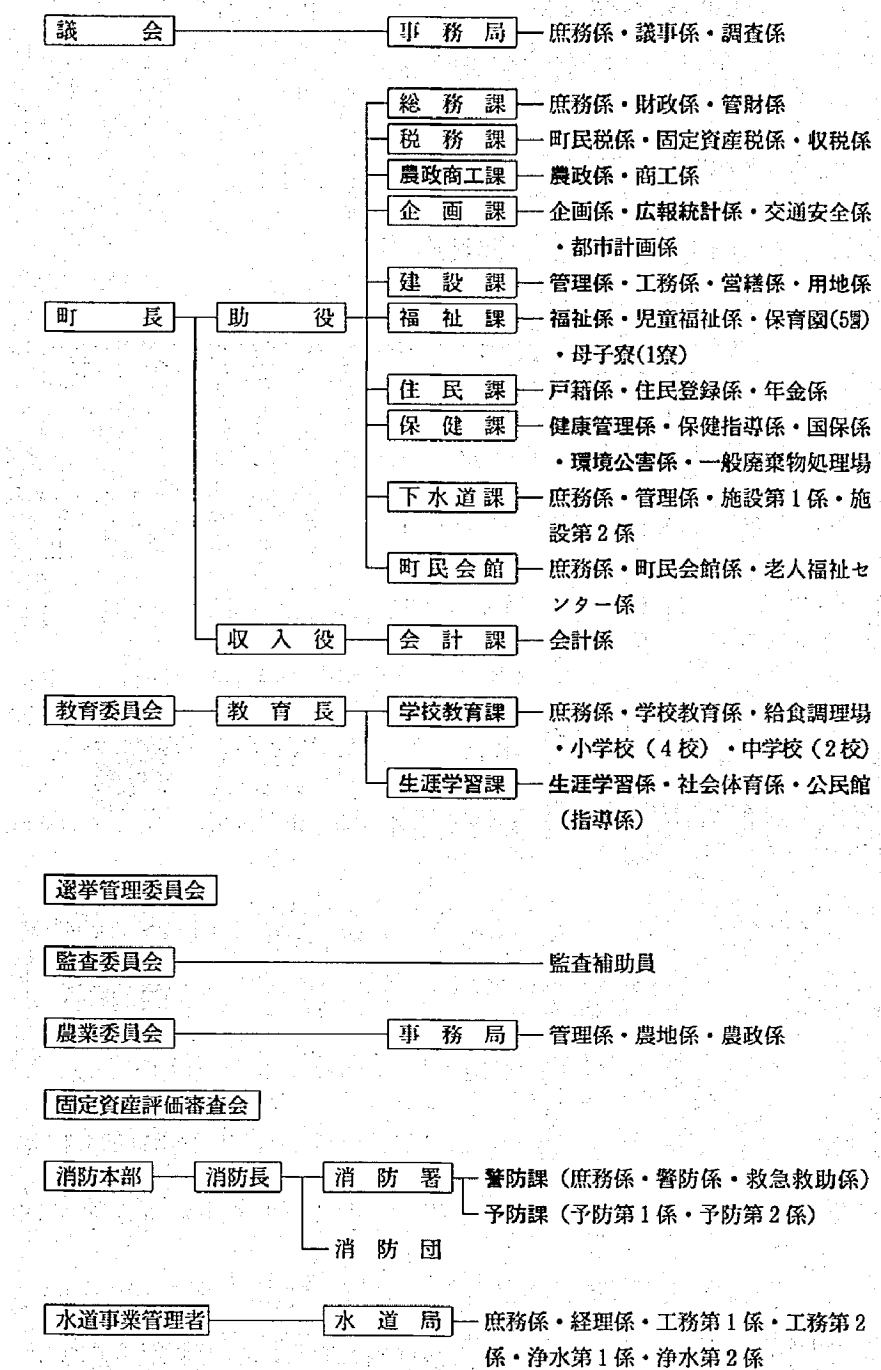 議会 事務局 庶務係・議事係・調査係
総務課 庶務係・財政係・管財係
税務課 町民税係・固定資産税係・収税係
農政商工課 農政係・商工係
企画課 企画係・広報統計係・交通安全係
・都市計画係
建設課 管理係・工務係・営繕係・用地係
町長 助役 福祉課 福祉係・児童福祉係・保育園(5園)
・母子寮(1寮)
住民課 戸籍係・住民登録係・年金係
保健課 健康管理係・保健指導係・国保係
・環境公害係・一般廃棄物処理場
下水道課 庶務係・管理係・施設第1係・施
設第2係
町民会館 庶務係・町民会館係・老人福祉セ
ンター係
収入役 会計課 会計係
教育委員会 教育長 学校教育課 庶務係・学校教育係・給食調理場
・小学校(4校)・中学校(2校)
生涯学習課 生涯学習係・社会体育係・公民館
(指導係)
選挙管理委員会
監査委員会 監査補助員
農業委員会 事務局 管理係・農地係・農政係
固定資産評価審査会
消防本部 消防長 消防署 警防課(庶務係・警防係・救急救助係)
予防課(予防第1係・予防第2係)
消防団
水道事業管理者 水道局 庶務係・経理係・工務第1係・工務第2
係・浄水第1係・浄水第2係